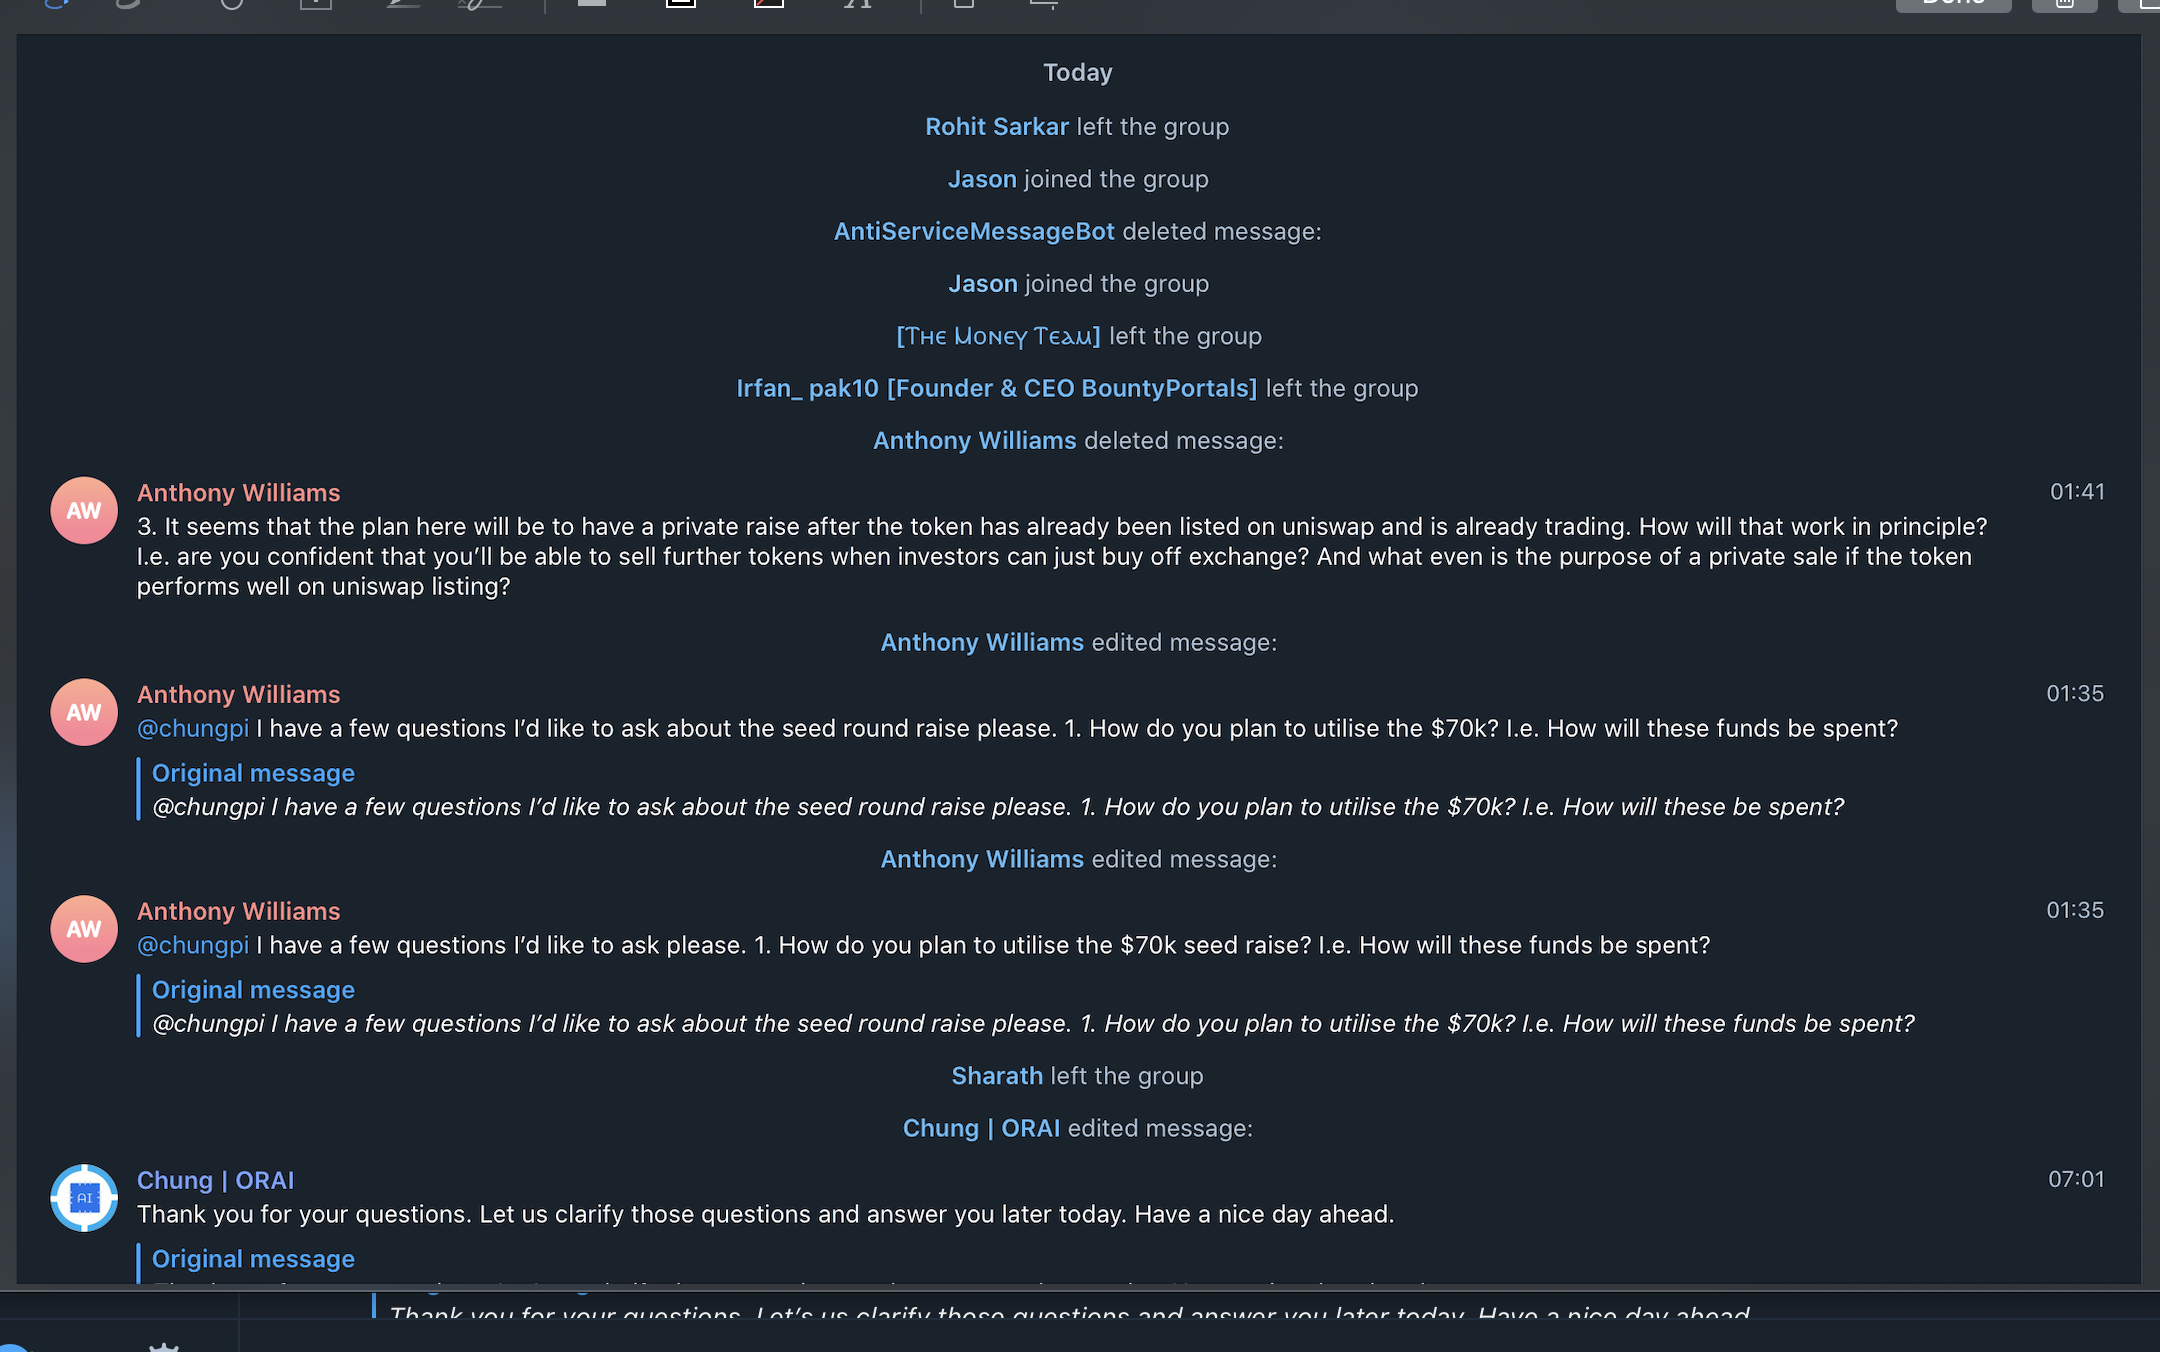 Done
Today
Rohit Sarkar left the group
Jason joined the group
AntiServiceMessageBot deleted message:
Jason joined the group
[Tʜє Mᴏɴєʏ Tєᴀᴍ] left the group
Irfan_ pak10 [Founder & CEO BountyPortals] left the group
Anthony Williams deleted message:
AW
Anthony Williams
01:41
3. It seems that the plan here will be to have a private raise after the token has already been listed on uniswap and is already trading. How will that work in principle?
I.e. are you confident that you’ll be able to sell further tokens when investors can just buy off exchange? And what even is the purpose of a private sale if the token
performs well on uniswap listing?
Anthony Williams edited message:
AW
Anthony Williams
01:35
@chungpi I have a few questions I’d like to ask about the seed round raise please. 1. How do you plan to utilise the $70k? I.e. How will these funds be spent?
Original message
@chungpi I have a few questions I’d like to ask about the seed round raise please. 1. How do you plan to utilise the $70k? I.e. How will these be spent?
Anthony Williams edited message:
AW
Anthony Williams
01:35
@chungpi I have a few questions I’d like to ask please. 1. How do you plan to utilise the $70k seed raise? I.e. How will these funds be spent?
Original message
@chungpi I have a few questions I’d like to ask about the seed round raise please. 1. How do you plan to utilise the $70k? I.e. How will these funds be spent?
Sharath left the group
Chung | ORAI edited message:
AI
Chung | ORAI
07:01
Thank you for your questions. Let us clarify those questions and answer you later today. Have a nice day ahead.
Original message
Thank you for your questions. Let's us clarify those questions and answer you later today. Have a nice day ahead